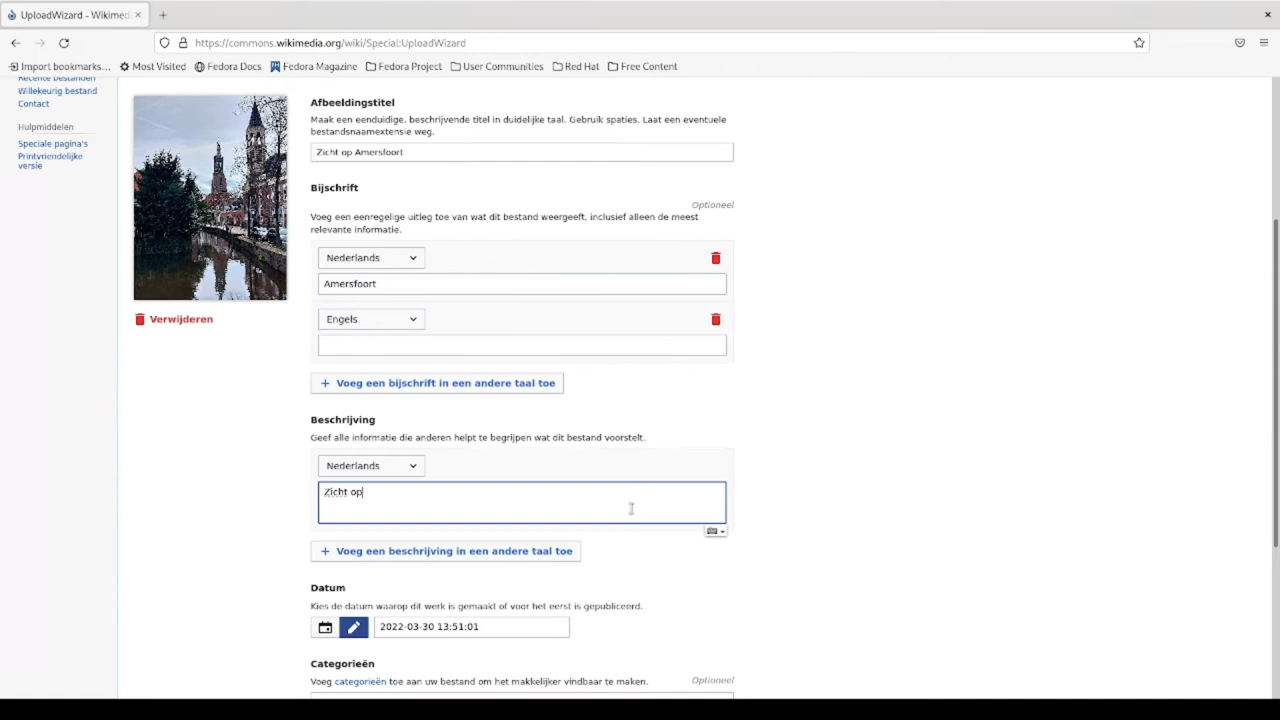 UploadWizard - Wikimed
https://commons.wikimedia.org/wiki/Special:UploadWizard
Import bookmarks... Most Visited Fedora Docs Fedora Magazine Fedora Project User Communities Red Hat Free Content
Recente bestanden
Willekeurig bestand
Contact
Hulpmiddelen
Speciale pagina's
Printvriendelijke
versie
Verwijderen
Afbeeldingstitel
Maak een eenduidige, beschrijvende titel in duidelijke taal. Gebruik spaties. Laat een eventuele
bestandsnaamextensie weg.
Zicht op Amersfoort
Bijschrift
Optioneel
Voeg een eenregelige uitleg toe van wat dit bestand weergeeft, inclusief alleen de meest
relevante informatie.
Nederlands
Amersfoort
Engels
+ Voeg een bijschrift in een andere taal toe
Beschrijving
Geef alle informatie die anderen helpt te begrijpen wat dit bestand voorstelt.
Nederlands
Zicht op
+ Voeg een beschrijving in een andere taal toe
Datum
Kies de datum waarop dit werk is gemaakt of voor het eerst is gepubliceerd.
2022-03-30 13:51:01
Categorieën
Optioneel
Voeg categorieën toe aan uw bestand om het makkelijker vindbaar te maken.